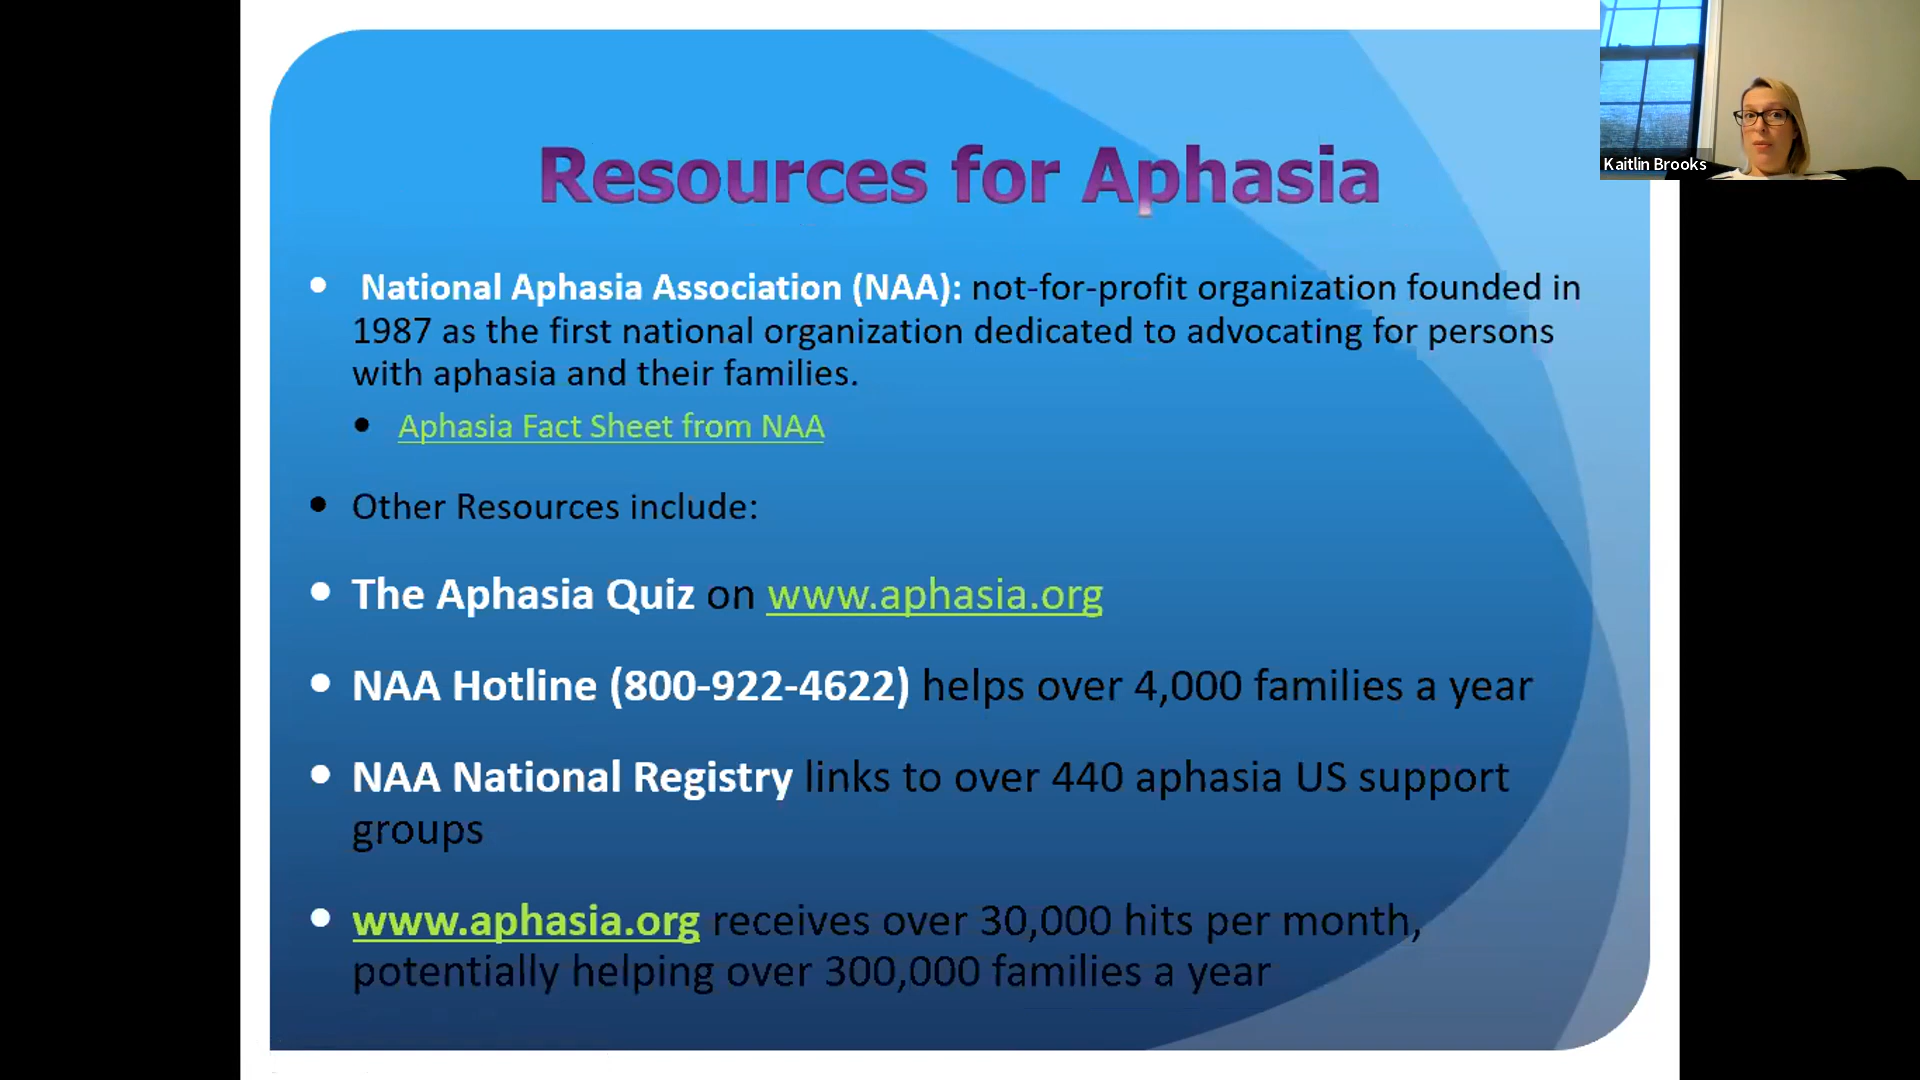 Resources for Aphasia
Kaitlin Brooks
• National Aphasia Association (NAA): not-for-profit organization founded in
1987 as the first national organization dedicated to advocating for persons
with aphasia and their families.
• Aphasia Fact Sheet from NAA
• Other Resources include:
• The Aphasia Quiz on www.aphasia.org
• NAA Hotline (800-922-4622) helps over 4,000 families a year
• NAA National Registry links to over 440 aphasia US support
groups
• www.aphasia.org receives over 30,000 hits per month,
potentially helping over 300,000 families a year